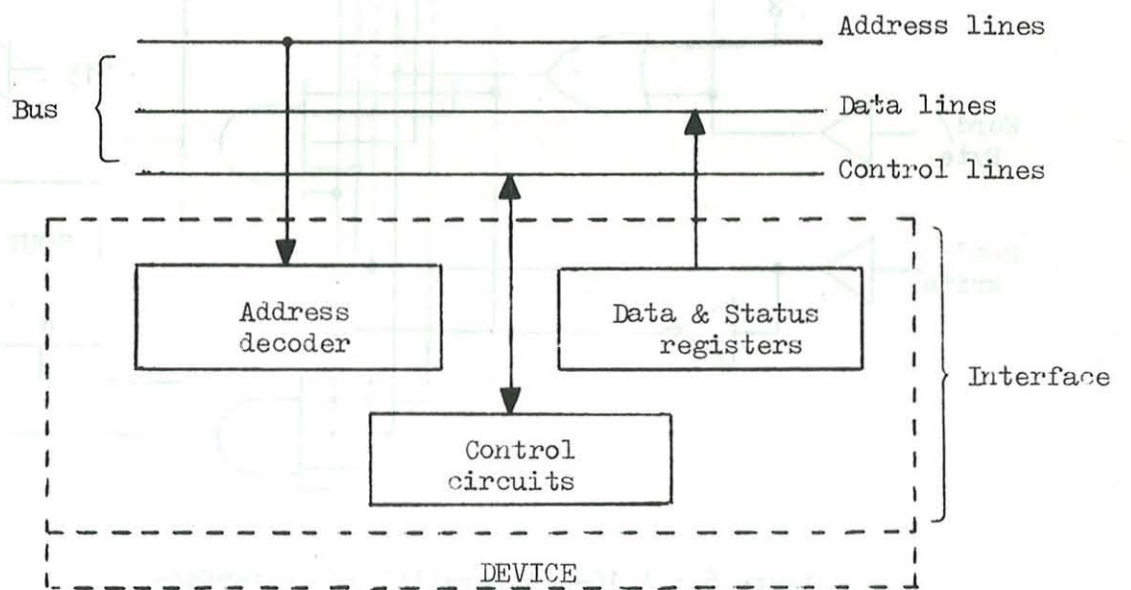 Address lines
Bus
Data lines
Control lines
Address
decoder
Data & Status
registers
Interface
Control
circuits
DEVICE